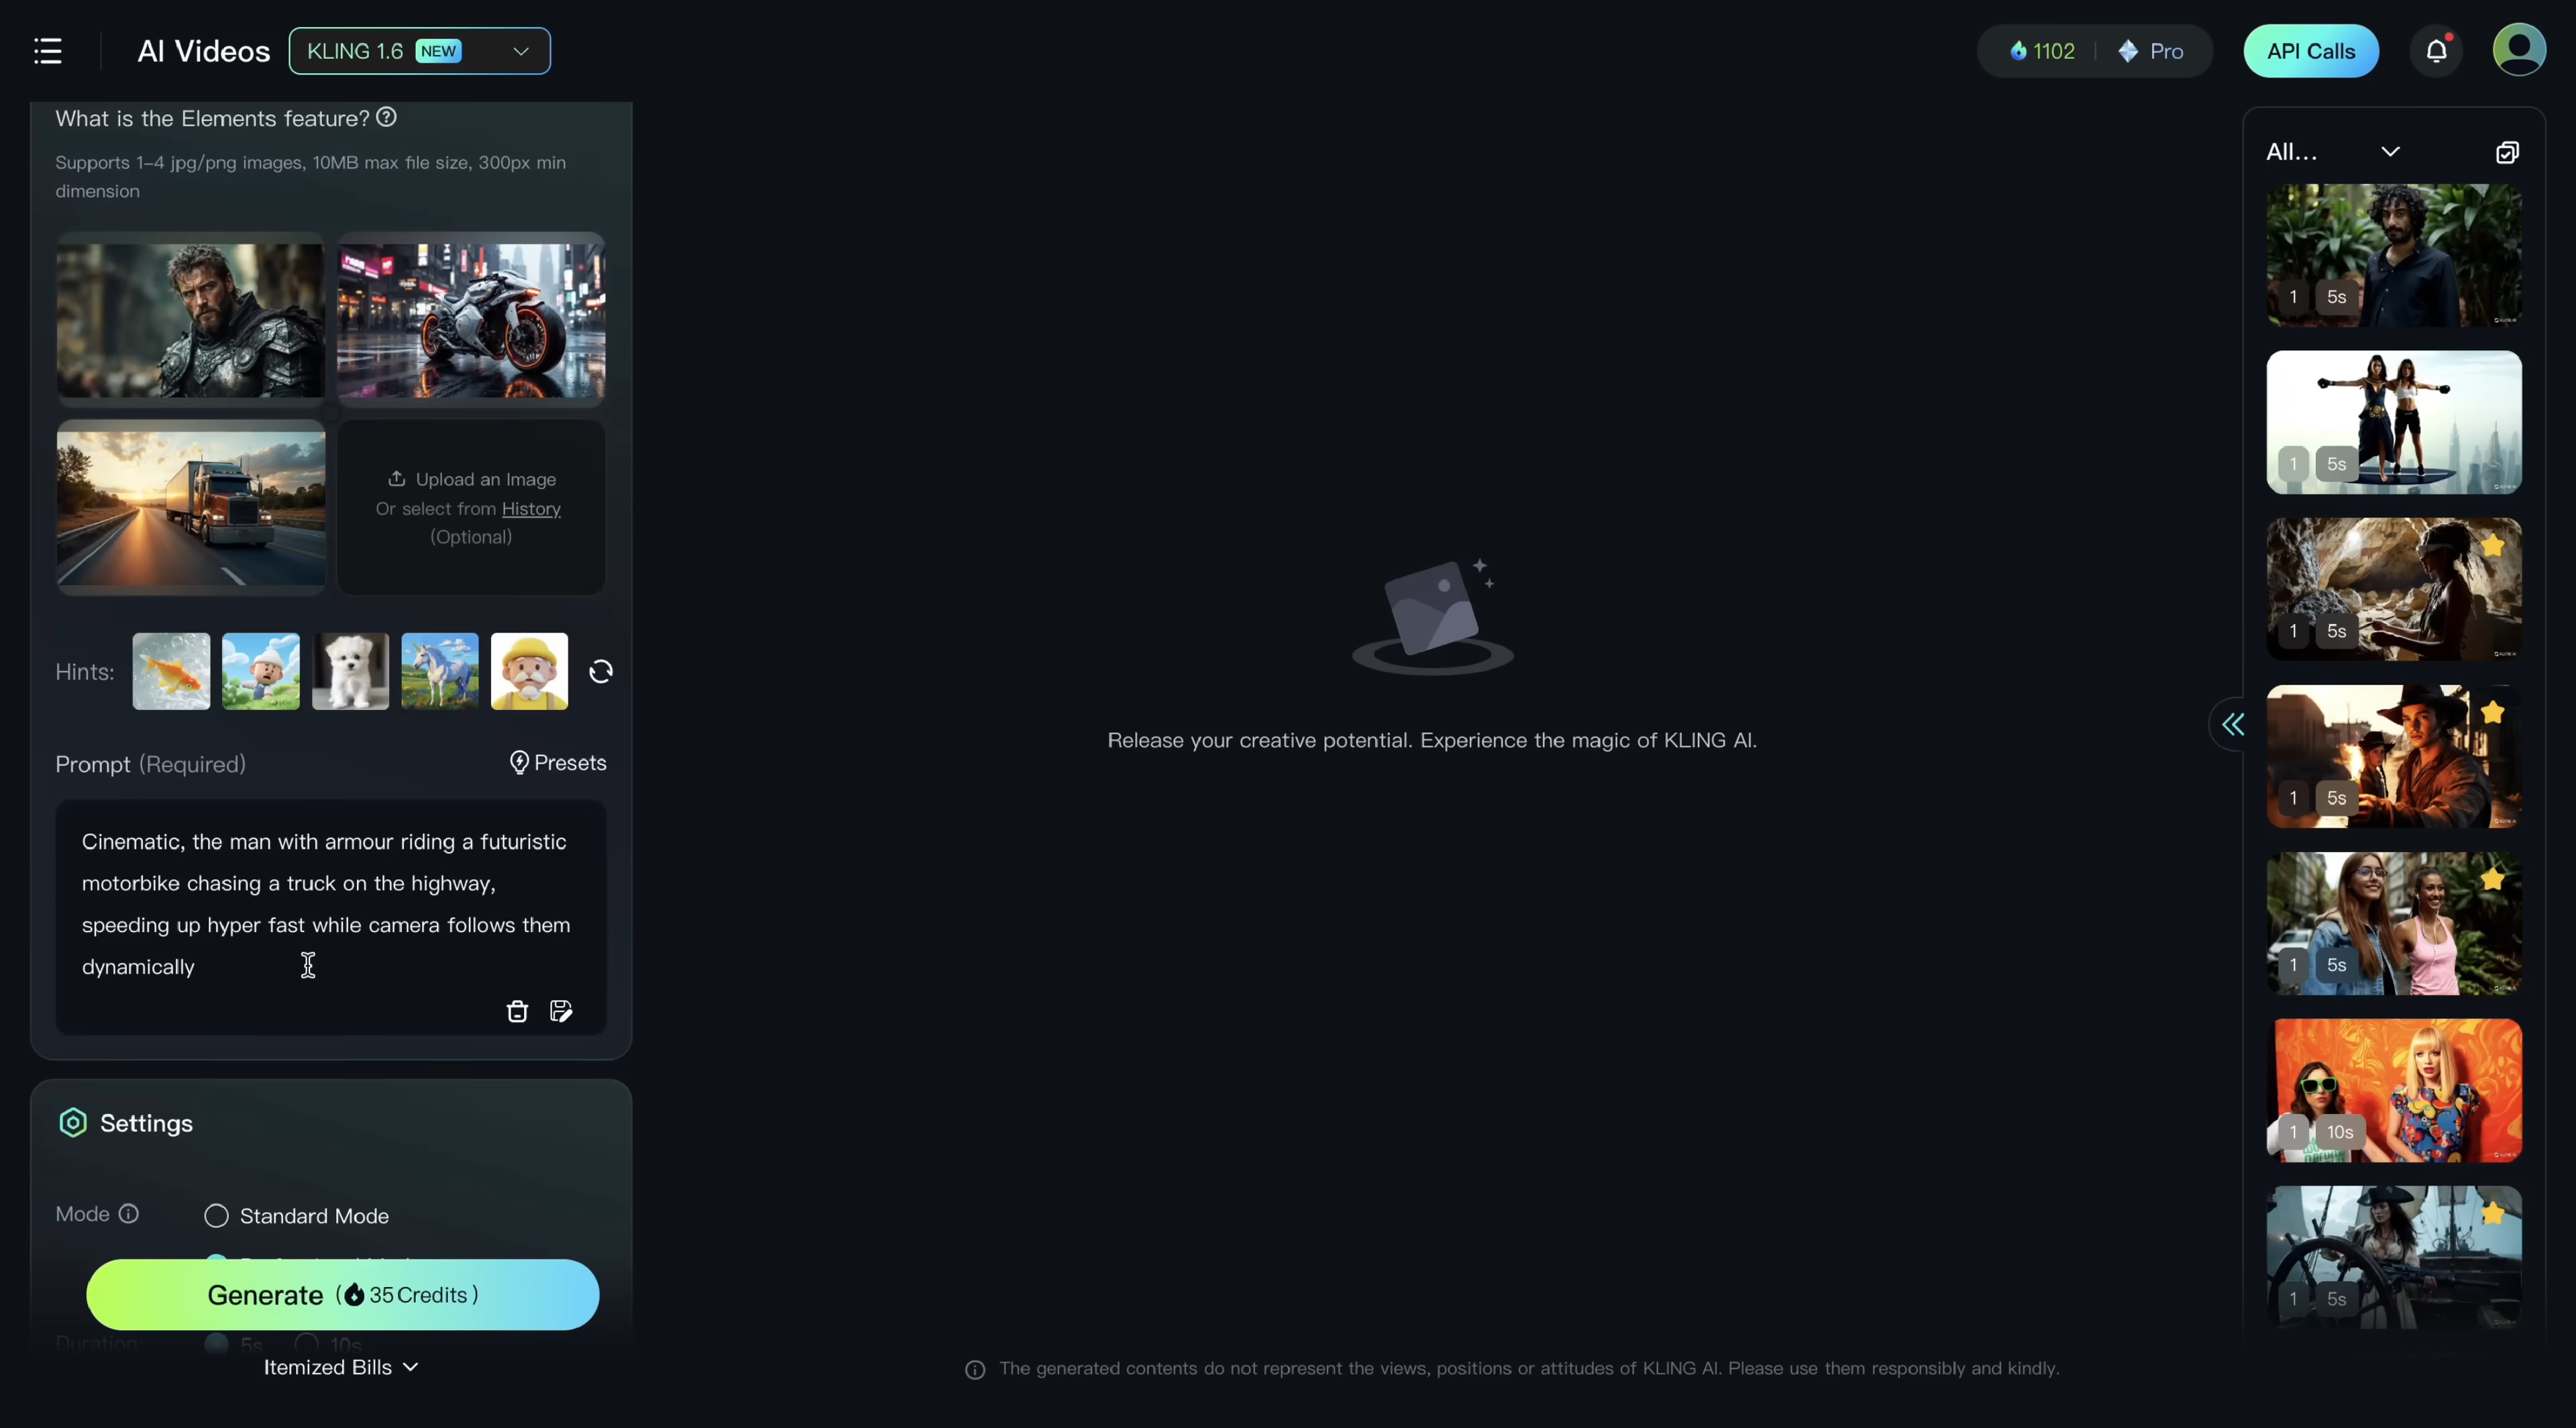 AI Videos
KLING 1.6 NEW
1102
Pro
API Calls
What is the Elements feature?
Supports 1–4 jpg/png images, 10MB max file size, 300px min
dimension
Upload an Image
Or select from History
(Optional)
Hints:
Prompt (Required)
Presets
Cinematic, the man with armour riding a futuristic
motorbike chasing a truck on the highway,
speeding up hyper fast while camera follows them
dynamically
Settings
Mode
Standard Mode
Generate ( 35 Credits )
Duration:
5s
10s
Itemized Bills
Release your creative potential. Experience the magic of KLING AI.
The generated contents do not represent the views, positions or attitudes of KLING AI. Please use them responsibly and kindly.
All...
1 5s
1 5s
1 5s
1 5s
1 5s
1 10s
1 5s